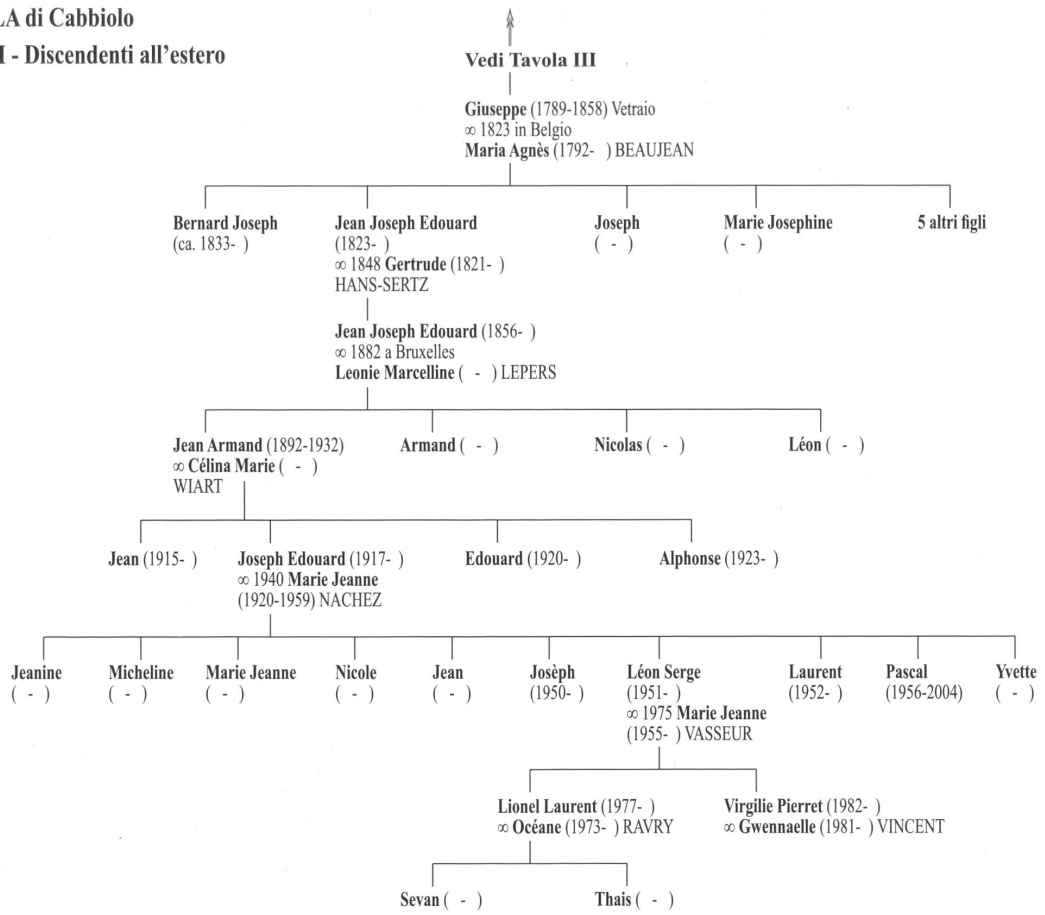 LA di Cabbiolo
I - Discendenti all'estero
Vedi Tavola III
Giuseppe (1789-1858) Vetraio
∞ 1823 in Belgio
Maria Agnès (1792- ) BEAUJEAN
Bernard Joseph
(ca. 1833- )
Jean Joseph Edouard
(1823- )
∞ 1848 Gertrude (1821- )
HANS-SERTZ
Joseph
( - )
Marie Josephine
( - )
5 altri figli
Jean Joseph Edouard (1856- )
∞ 1882 a Bruxelles
Leonie Marcelline ( - ) LEPERS
Jean Armand (1892-1932)
∞ Célina Marie ( - )
WIART
Armand ( - )
Nicolas ( - )
Léon ( - )
Jean (1915- )
Joseph Edouard (1917- )
∞ 1940 Marie Jeanne
(1920-1959) NACHEZ
Edouard (1920- )
Alphonse (1923- )
Jeanine
( - )
Micheline
( - )
Marie Jeanne
( - )
Nicole
( - )
Jean
( - )
Josèph
(1950- )
Léon Serge
(1951- )
∞ 1975 Marie Jeanne
(1955- ) VASSEUR
Laurent
(1952- )
Pascal
(1956-2004)
Yvette
( - )
Lionel Laurent (1977- )
∞ Océane (1973- ) RAVRY
Virgilie Pierret (1982- )
∞ Gwennaelle (1981- ) VINCENT
Sevan ( - )
Thais ( - )